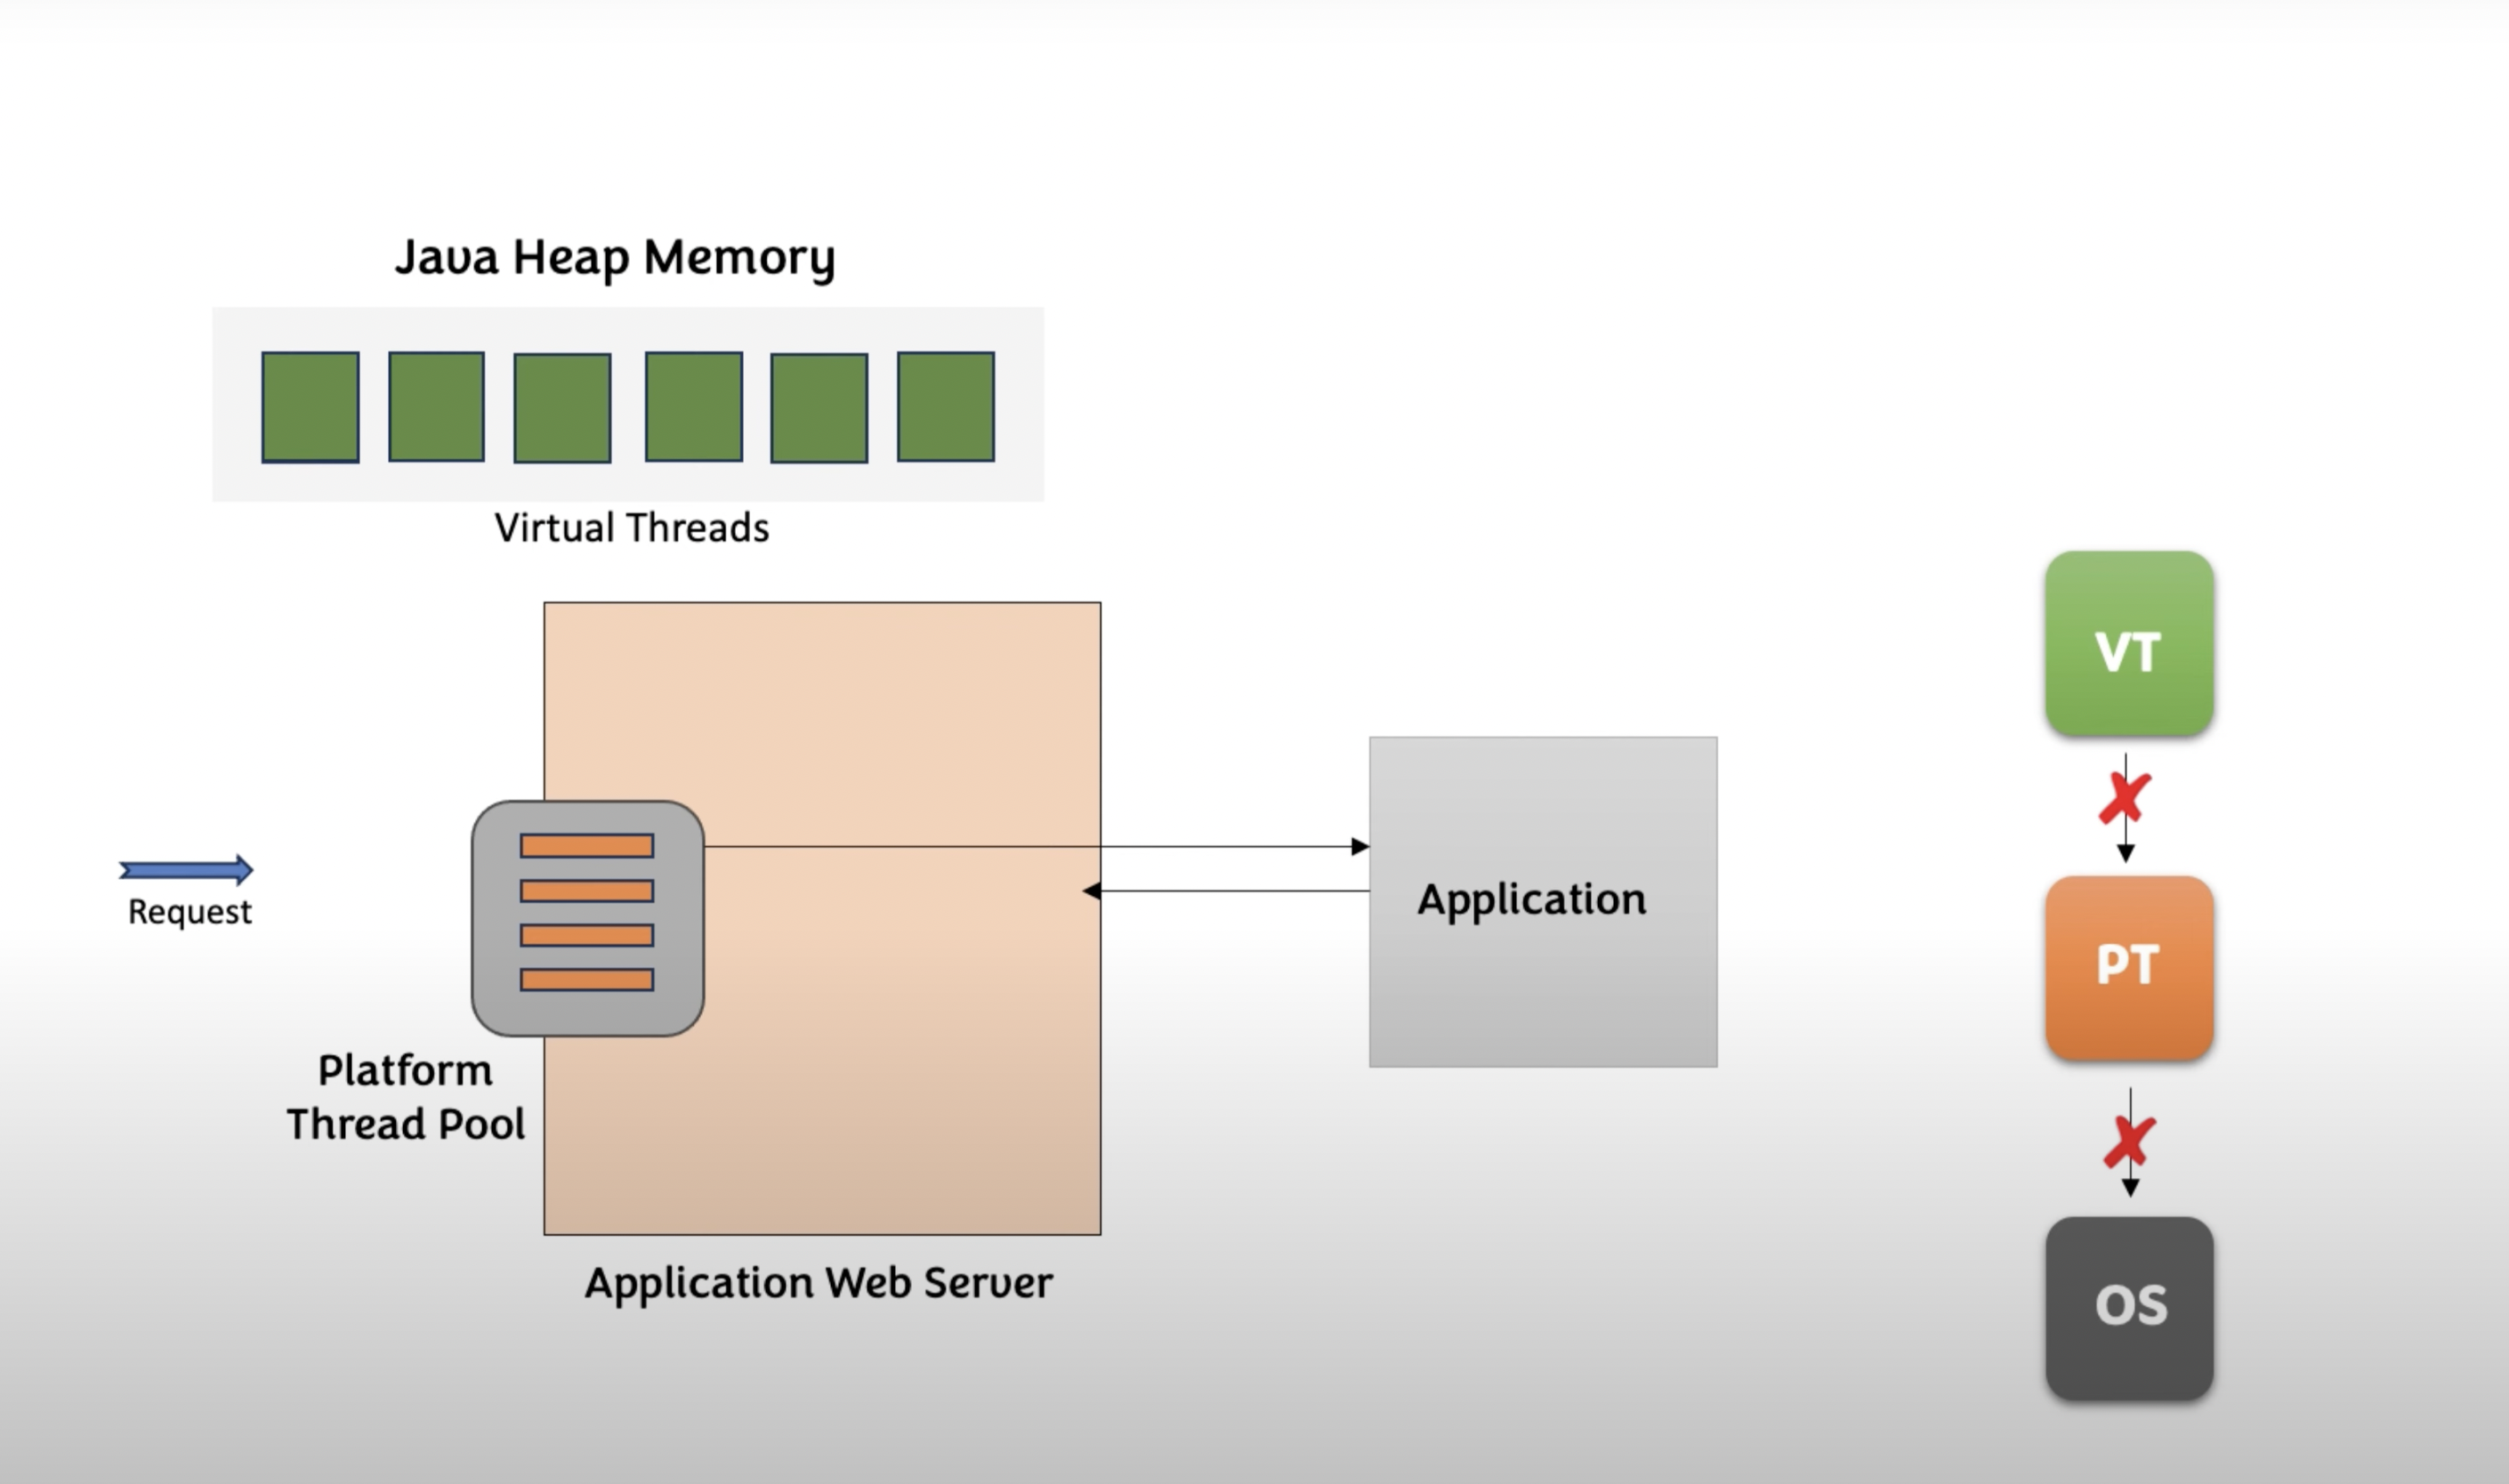 Java Heap Memory
Virtual Threads
Request
Platform
Thread Pool
Application Web Server
Application
VT
PT
OS